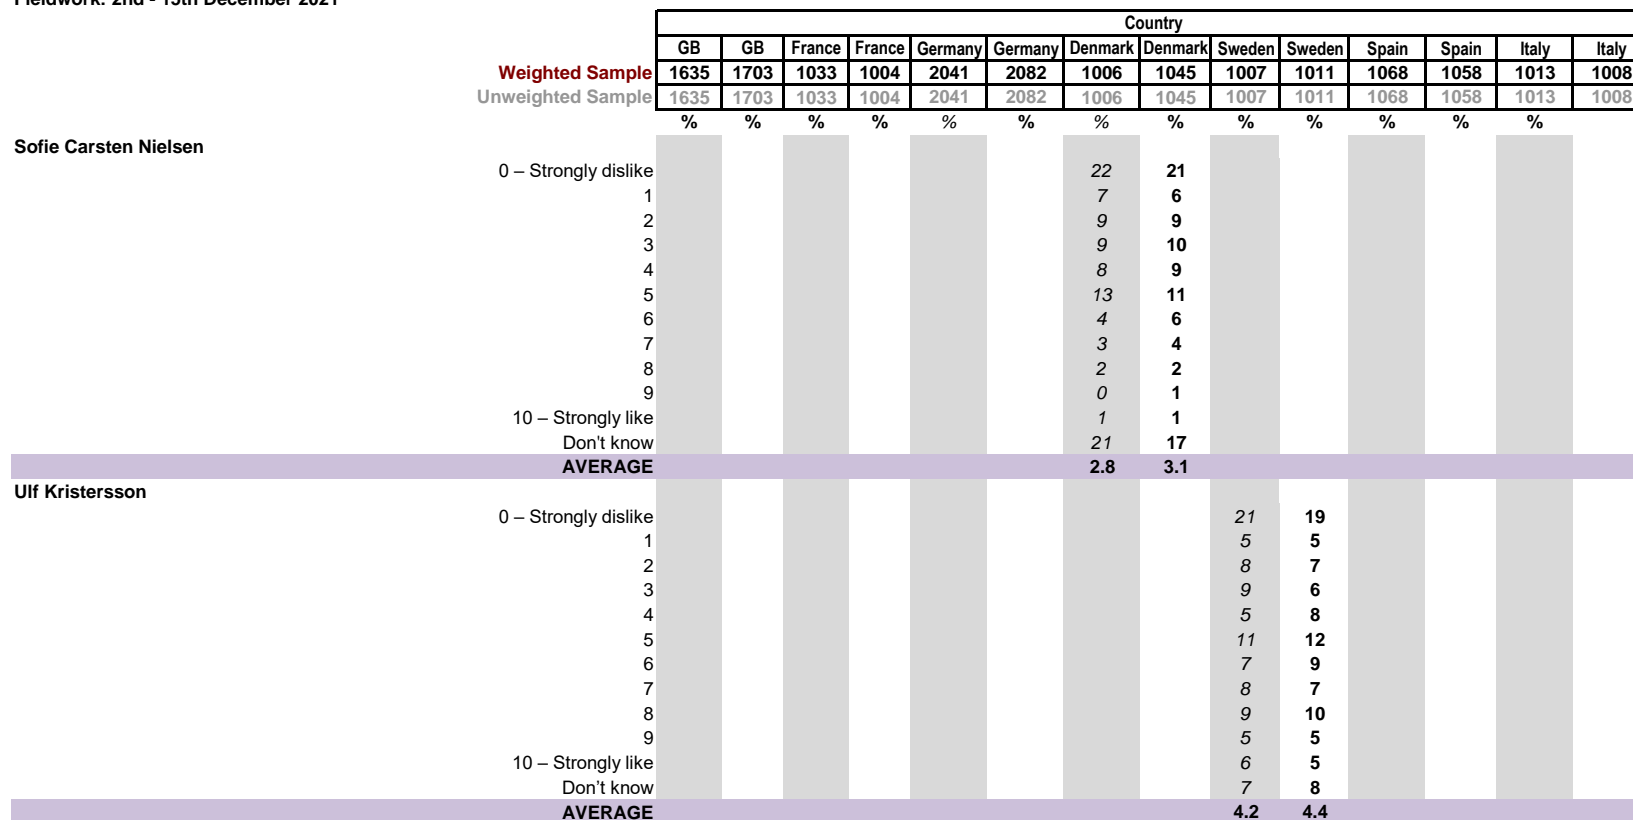 Fieldwork: 2nd - 15th December 2021
Country
GB GB France France Germany Germany Denmark Denmark Sweden Sweden Spain Spain Italy Italy
Weighted Sample 1635 1703 1033 1004 2041 2082 1006 1045 1007 1011 1068 1058 1013 1008
Unweighted Sample 1635 1703 1033 1004 2041 2082 1006 1045 1007 1011 1068 1058 1013 1008
% % % % % % % % % % % % %
Sofie Carsten Nielsen
0 – Strongly dislike 22 21
1 7 6
2 9 9
3 9 10
4 8 9
5 13 11
6 4 6
7 3 4
8 2 2
9 0 1
10 – Strongly like 1 1
Don't know 21 17
AVERAGE 2.8 3.1
Ulf Kristersson
0 – Strongly dislike 21 19
1 5 5
2 8 7
3 9 6
4 5 8
5 11 12
6 7 9
7 8 7
8 9 10
9 5 5
10 – Strongly like 6 5
Don’t know 7 8
AVERAGE 4.2 4.4